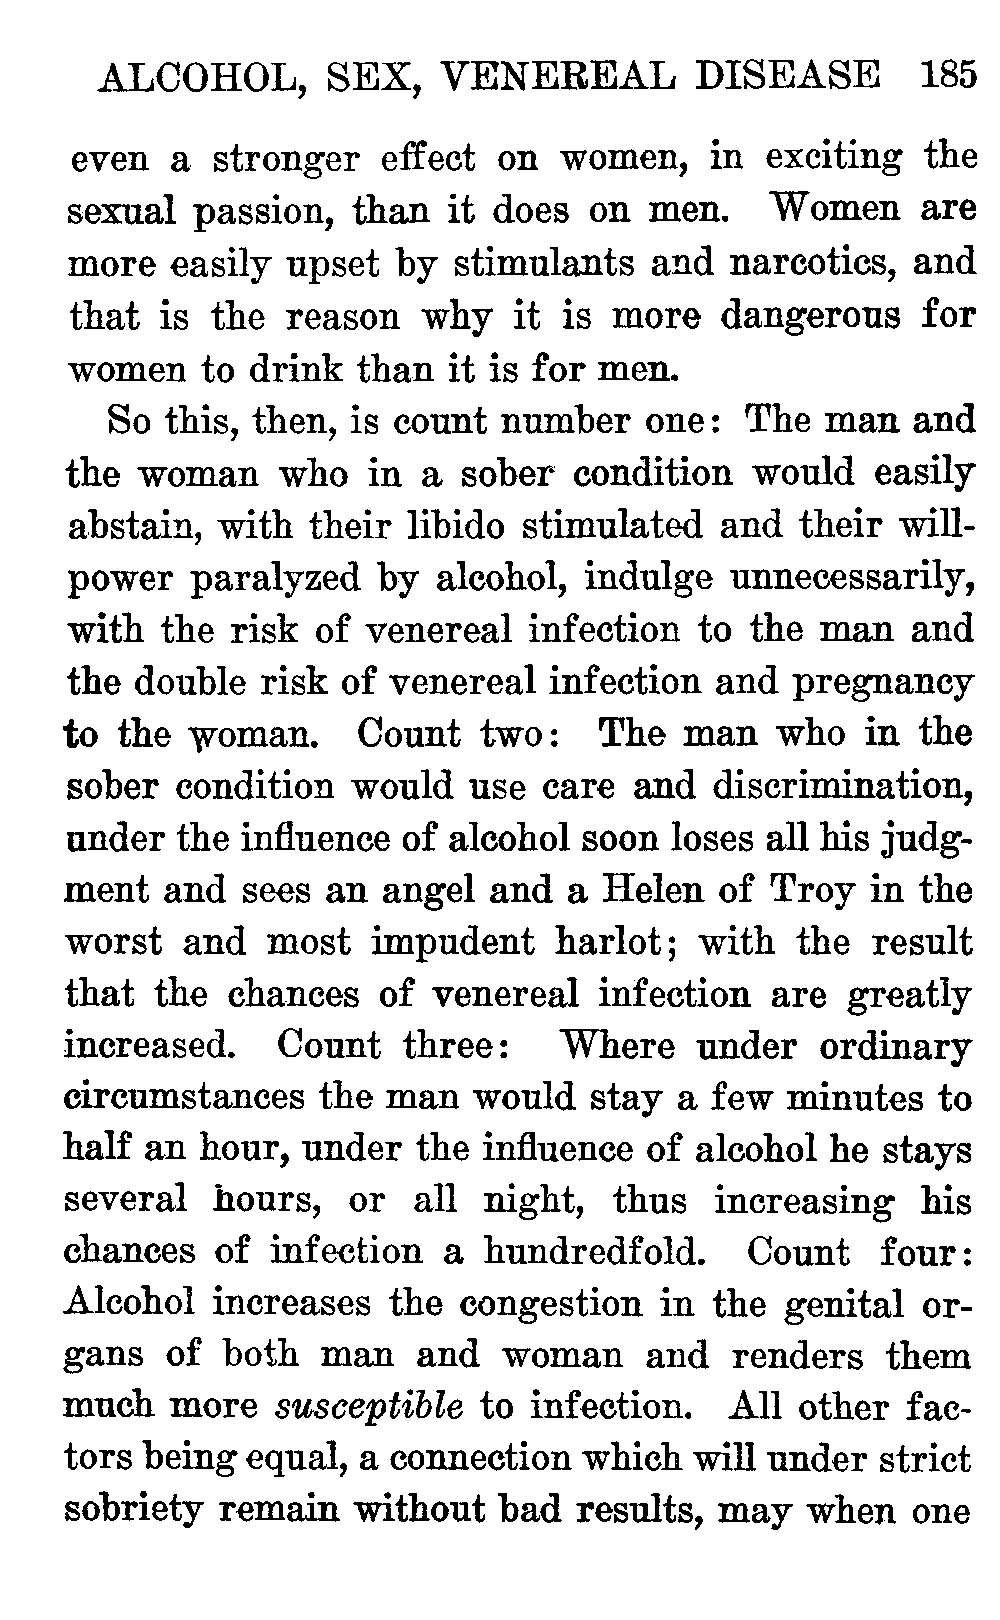 ALCOHOL, SEX, VENEREAL DISEASE 185
even a stronger effect on women, in exciting the
sexual passion, than it does on men. Women are
more easily upset by stimulants and narcotics, and
that is the reason why it is more dangerous for
women to drink than it is for men.
So this, then, is count number one: The man and
the woman who in a sober condition would easily
abstain, with their libido stimulated and their will-
power paralyzed by alcohol, indulge unnecessarily,
with the risk of venereal infection to the man and
the double risk of venereal infection and pregnancy
to the woman. Count two: The man who in the
sober condition would use care and discrimination,
under the influence of alcohol soon loses all his judg-
ment and sees an angel and a Helen of Troy in the
worst and most impudent harlot; with the result
that the chances of venereal infection are greatly
increased. Count three: Where under ordinary
circumstances the man would stay a few minutes to
half an hour, under the influence of alcohol he stays
several hours, or all night, thus increasing his
chances of infection a hundredfold. Count four:
Alcohol increases the congestion in the genital or-
gans of both man and woman and renders them
much more susceptible to infection. All other fac-
tors being equal, a connection which will under strict
sobriety remain without bad results, may when one